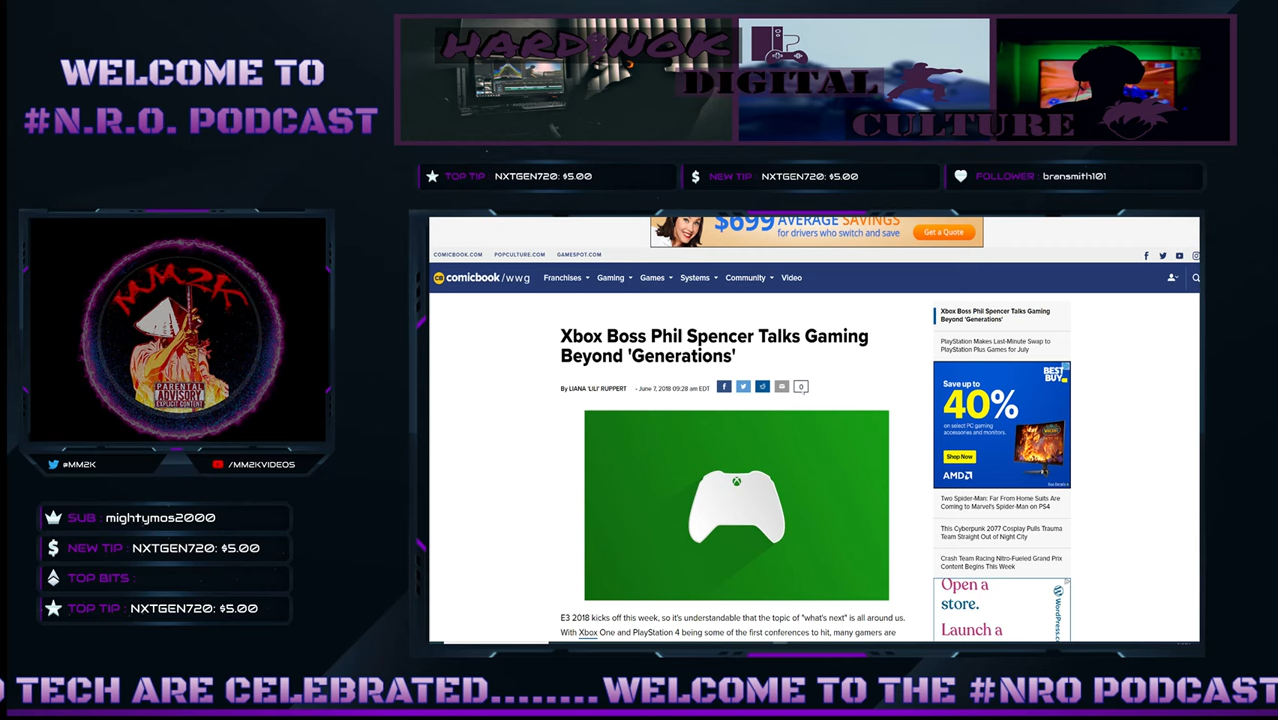 WELCOME TO
#N.R.O. PODCAST
HARD NOK
DIGITAL
CULTURE
TOP TIP : NXTGEN720: $5.00
NEW TIP : NXTGEN720: $5.00
FOLLOWER : bransmith101
MM2K
PARENTAL
ADVISORY
EXPLICIT CONTENT
@MM2K
/MM2KVIDEOS
SUB : mightymos2000
NEW TIP : NXTGEN720: $5.00
TOP BITS :
TOP TIP : NXTGEN720: $5.00
$699 AVERAGE SAVINGS
for drivers who switch and save
Get a Quote
COMICBOOK.COM POPCULTURE.COM GAMESPOT.COM
CB comicbook /wwg Franchises Gaming Games Systems Community Video
Xbox Boss Phil Spencer Talks Gaming
Beyond 'Generations'
By LIANA 'LILI' RUPPERT - June 7, 2018 09:28 am EDT
0
E3 2018 kicks off this week, so it's understandable that the topic of "what's next" is all around us.
With Xbox One and PlayStation 4 being some of the first conferences to hit, many gamers are
Xbox Boss Phil Spencer Talks Gaming
Beyond 'Generations'
PlayStation Makes Last-Minute Swap to
PlayStation Plus Games for July
BEST
BUY
Save up to
40%
on select PC gaming
accessories and monitors.
Shop Now
AMD
See Details
Two Spider-Man: Far From Home Suits Are
Coming to Marvel's Spider-Man on PS4
This Cyberpunk 2077 Cosplay Pulls Trauma
Team Straight Out of Night City
Crash Team Racing Nitro-Fueled Grand Prix
Content Begins This Week
Open a
store.
Launch a
WordPress.com
O TECH ARE CELEBRATED........WELCOME TO THE #NRO PODCAST